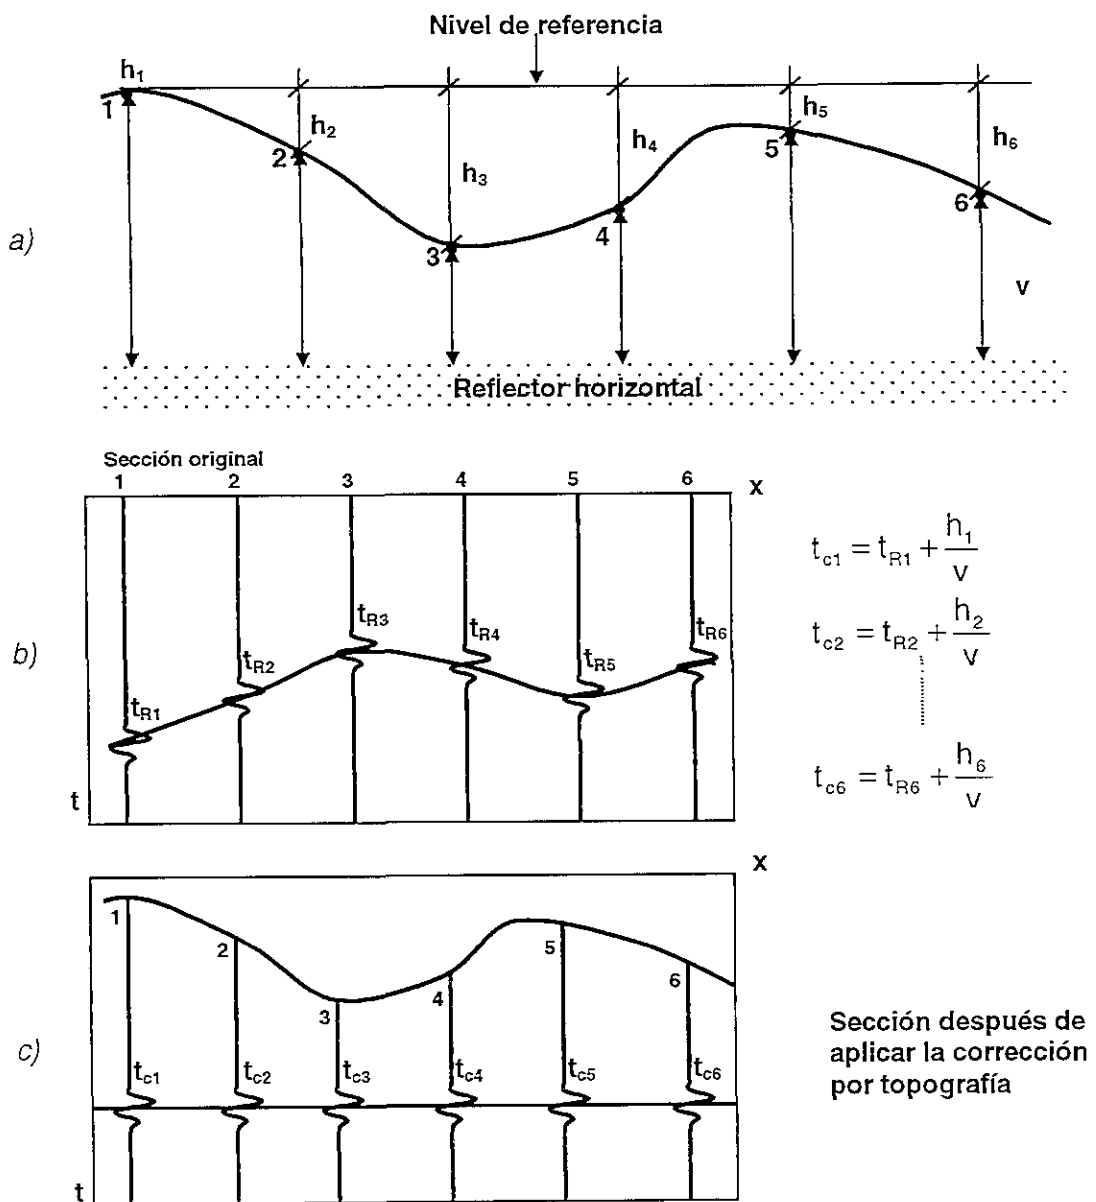 Nivel de referencia
h₁
1
h₂
2
h₃
3
h₄
4
h₅
5
h₆
6
a)
v
Reflector horizontal
Sección original
1 2 3 4 5 6 x
b)
t_R1
t_R2
t_R3
t_R4
t_R5
t_R6
t
t_c1 = t_R1 + h₁/v
t_c2 = t_R2 + h₂/v
t_c6 = t_R6 + h₆/v
x
1
2
3
4
5
6
c)
t_c1 t_c2 t_c3 t_c4 t_c5 t_c6
t
Sección después de
aplicar la corrección
por topografía